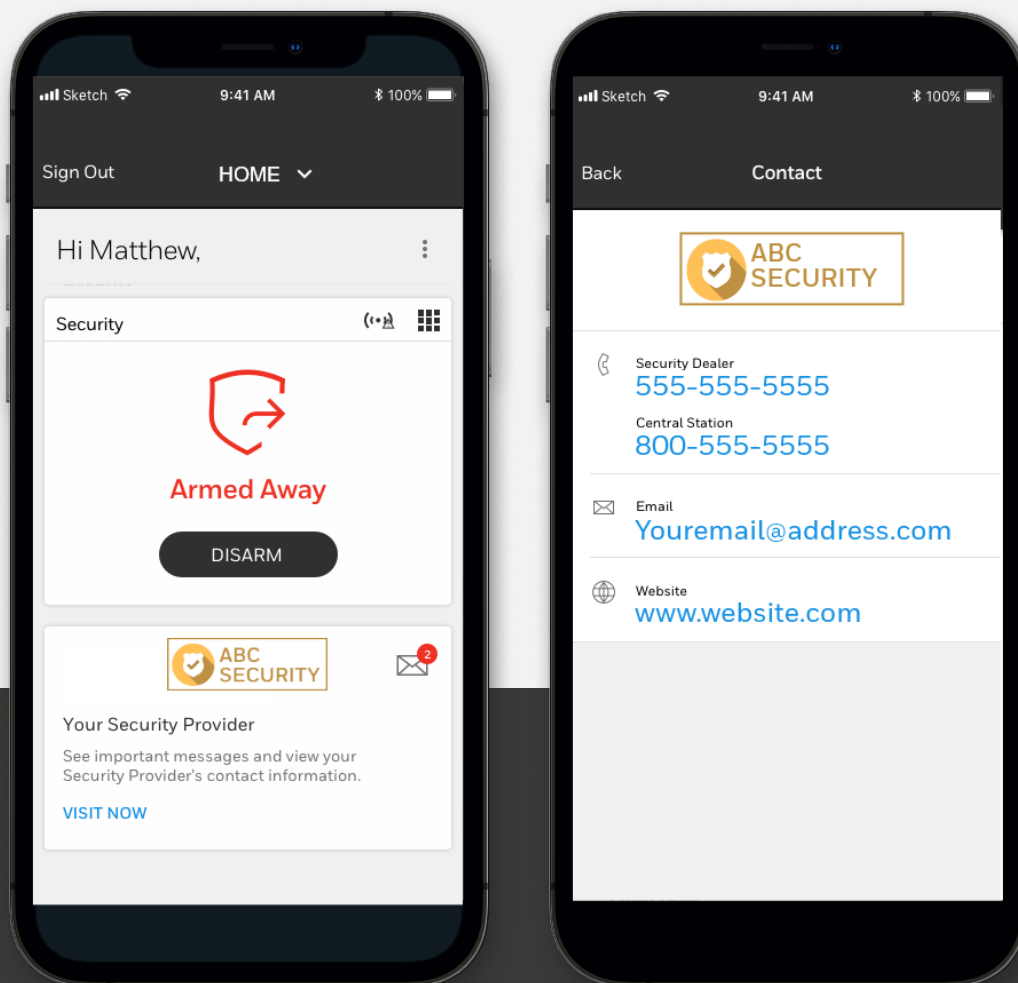 Sketch
9:41 AM
100%
Sign Out
HOME
Hi Matthew,
Security
Armed Away
DISARM
ABC
SECURITY
2
Your Security Provider
See important messages and view your
Security Provider's contact information.
VISIT NOW
Sketch
9:41 AM
100%
Back
Contact
ABC
SECURITY
Security Dealer
555-555-5555
Central Station
800-555-5555
Email
Youremail@address.com
Website
www.website.com